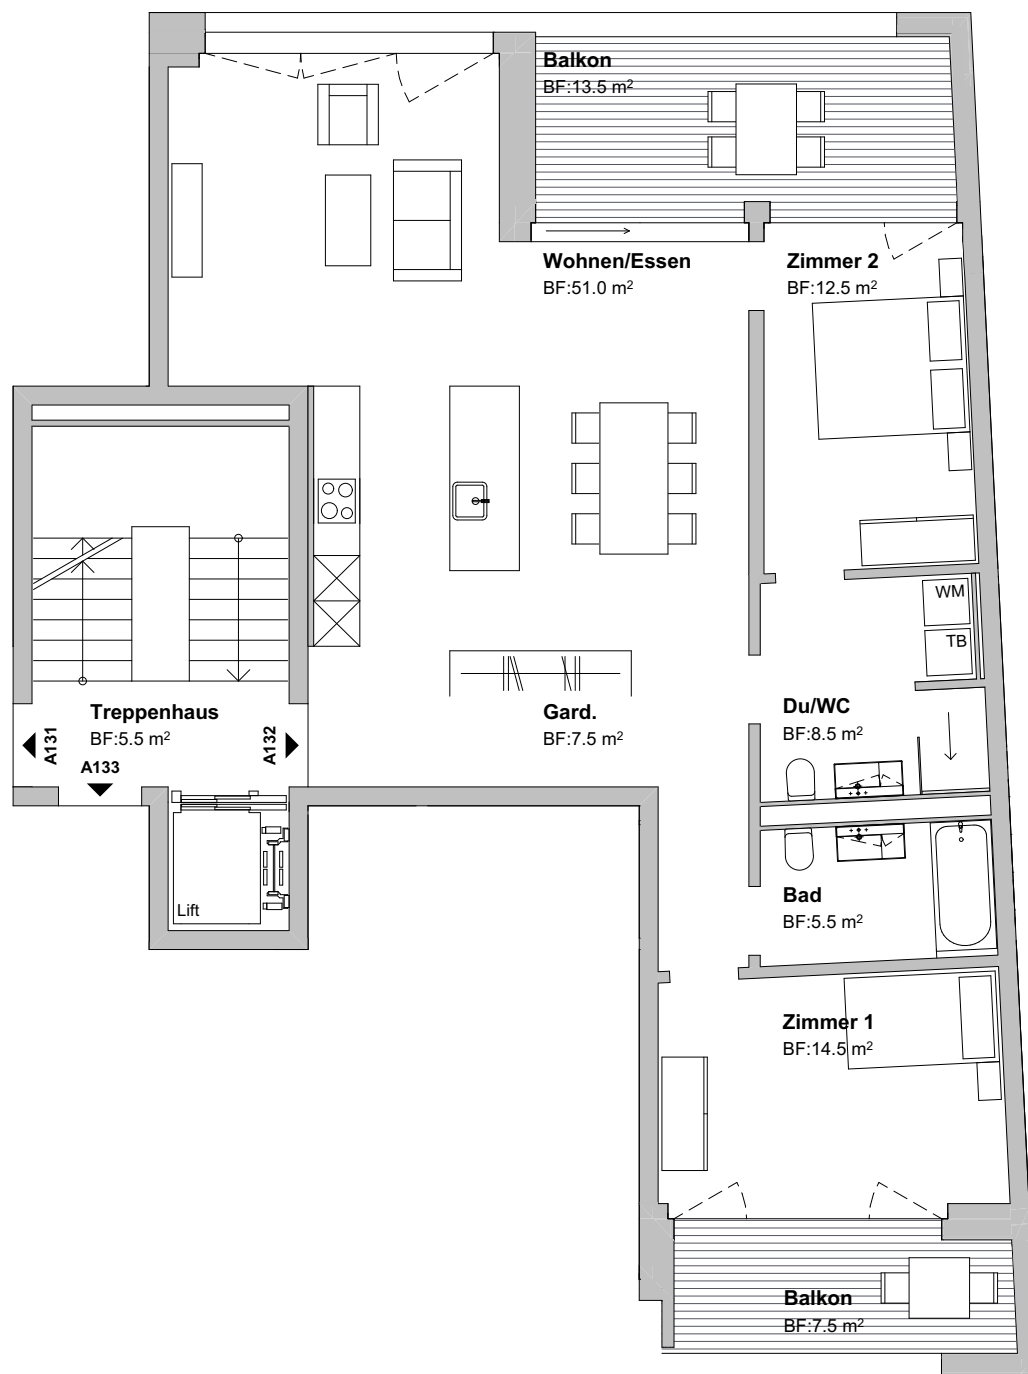 Balkon
BF:13.5 m²
Wohnen/Essen
BF:51.0 m²
Zimmer 2
BF:12.5 m²
WM
TB
Treppenhaus
BF:5.5 m²
A131
A132
A133
Gard.
BF:7.5 m²
Du/WC
BF:8.5 m²
Lift
Bad
BF:5.5 m²
Zimmer 1
BF:14.5 m²
Balkon
BF:7.5 m²